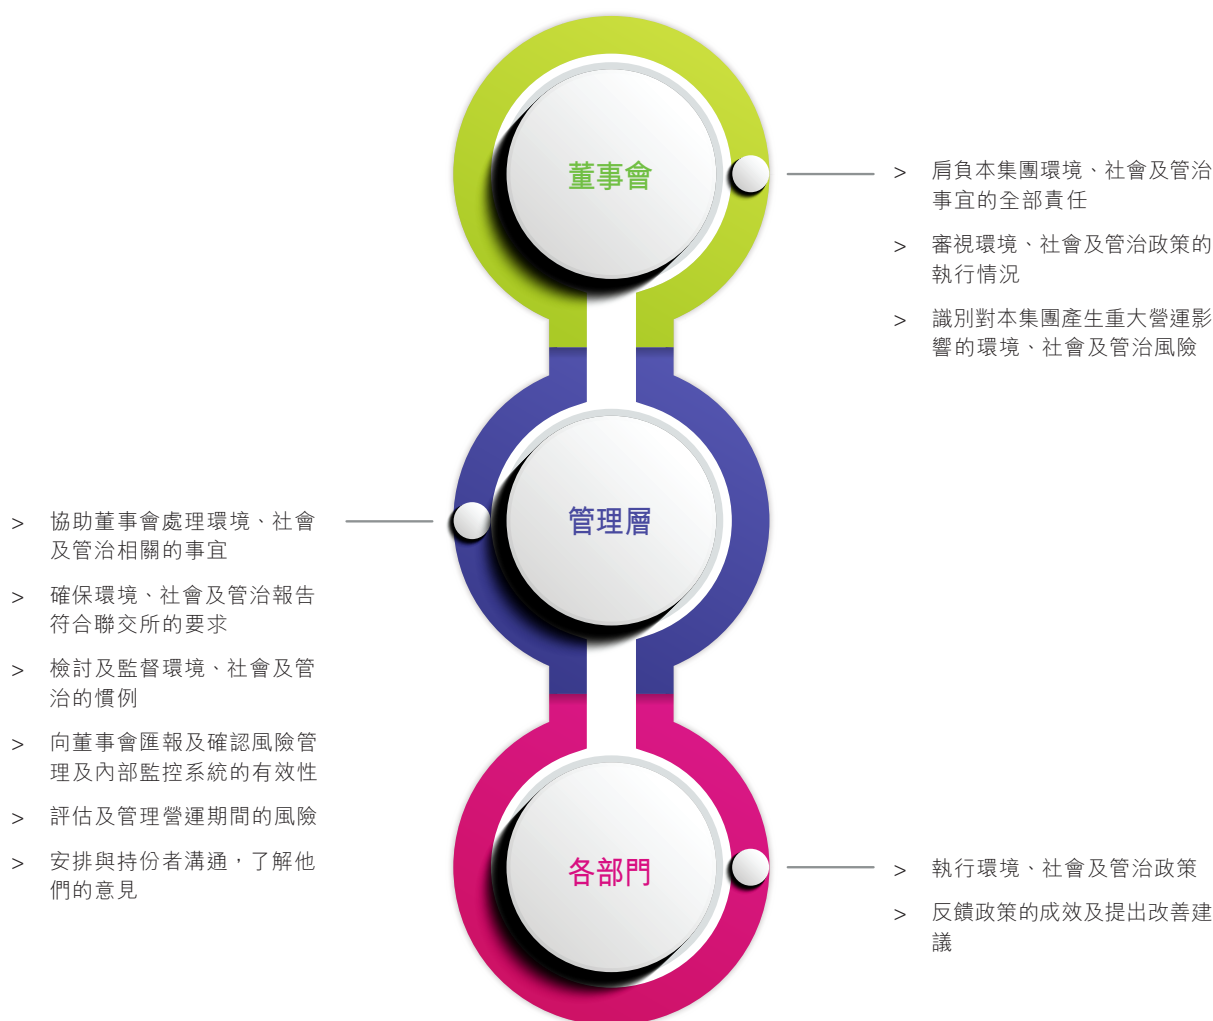 董事會
> 肩負本集團環境、社會及管治
事宜的全部責任
> 審視環境、社會及管治政策的
執行情況
> 識別對本集團產生重大營運影
響的環境、社會及管治風險
管理層
> 協助董事會處理環境、社會
及管治相關的事宜
> 確保環境、社會及管治報告
符合聯交所的要求
> 檢討及監督環境、社會及管
治的慣例
> 向董事會匯報及確認風險管
理及內部監控系統的有效性
> 評估及管理營運期間的風險
> 安排與持份者溝通，了解他
們的意見
各部門
> 執行環境、社會及管治政策
> 反饋政策的成效及提出改善建
議